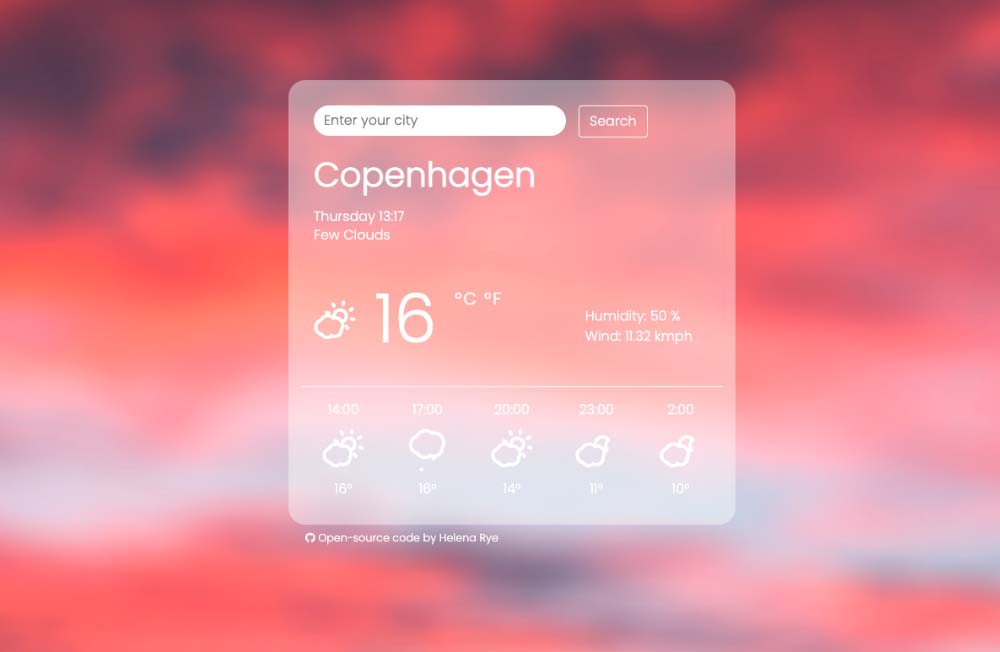 Enter your city
Search
Copenhagen
Thursday 13:17
Few Clouds
16
°C °F
Humidity: 50 %
Wind: 11.32 kmph
14:00 17:00 20:00 23:00 2:00
16° 16° 14° 11° 10°
Open-source code by Helena Rye